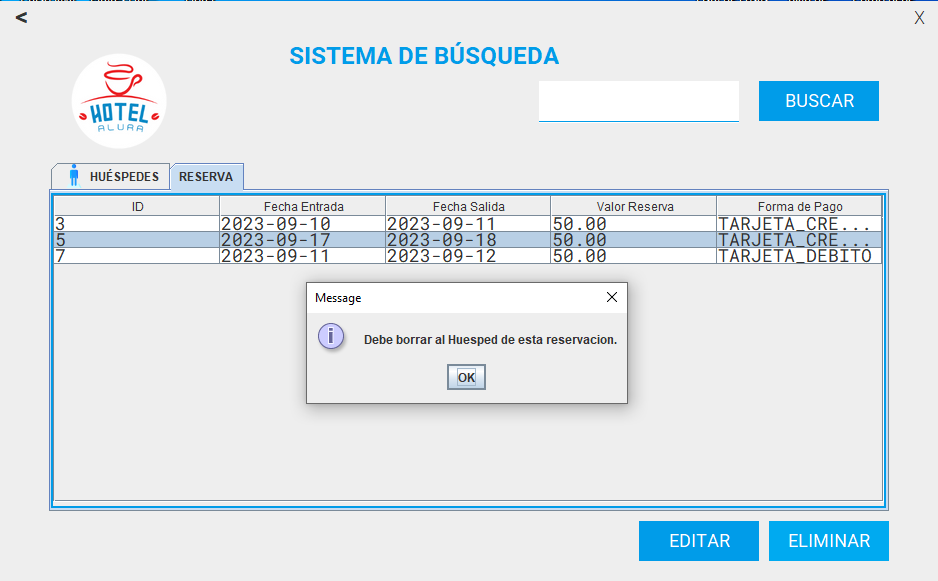 <
X
SISTEMA DE BÚSQUEDA
HOTEL
ALURA
BUSCAR
HUÉSPEDES RESERVA
ID Fecha Entrada Fecha Salida Valor Reserva Forma de Pago
3 2023-09-10 2023-09-11 50.00 TARJETA_CRE...
5 2023-09-17 2023-09-18 50.00 TARJETA_CRE...
7 2023-09-11 2023-09-12 50.00 TARJETA_DEBITO
Message
Debe borrar al Huesped de esta reservacion.
OK
EDITAR ELIMINAR